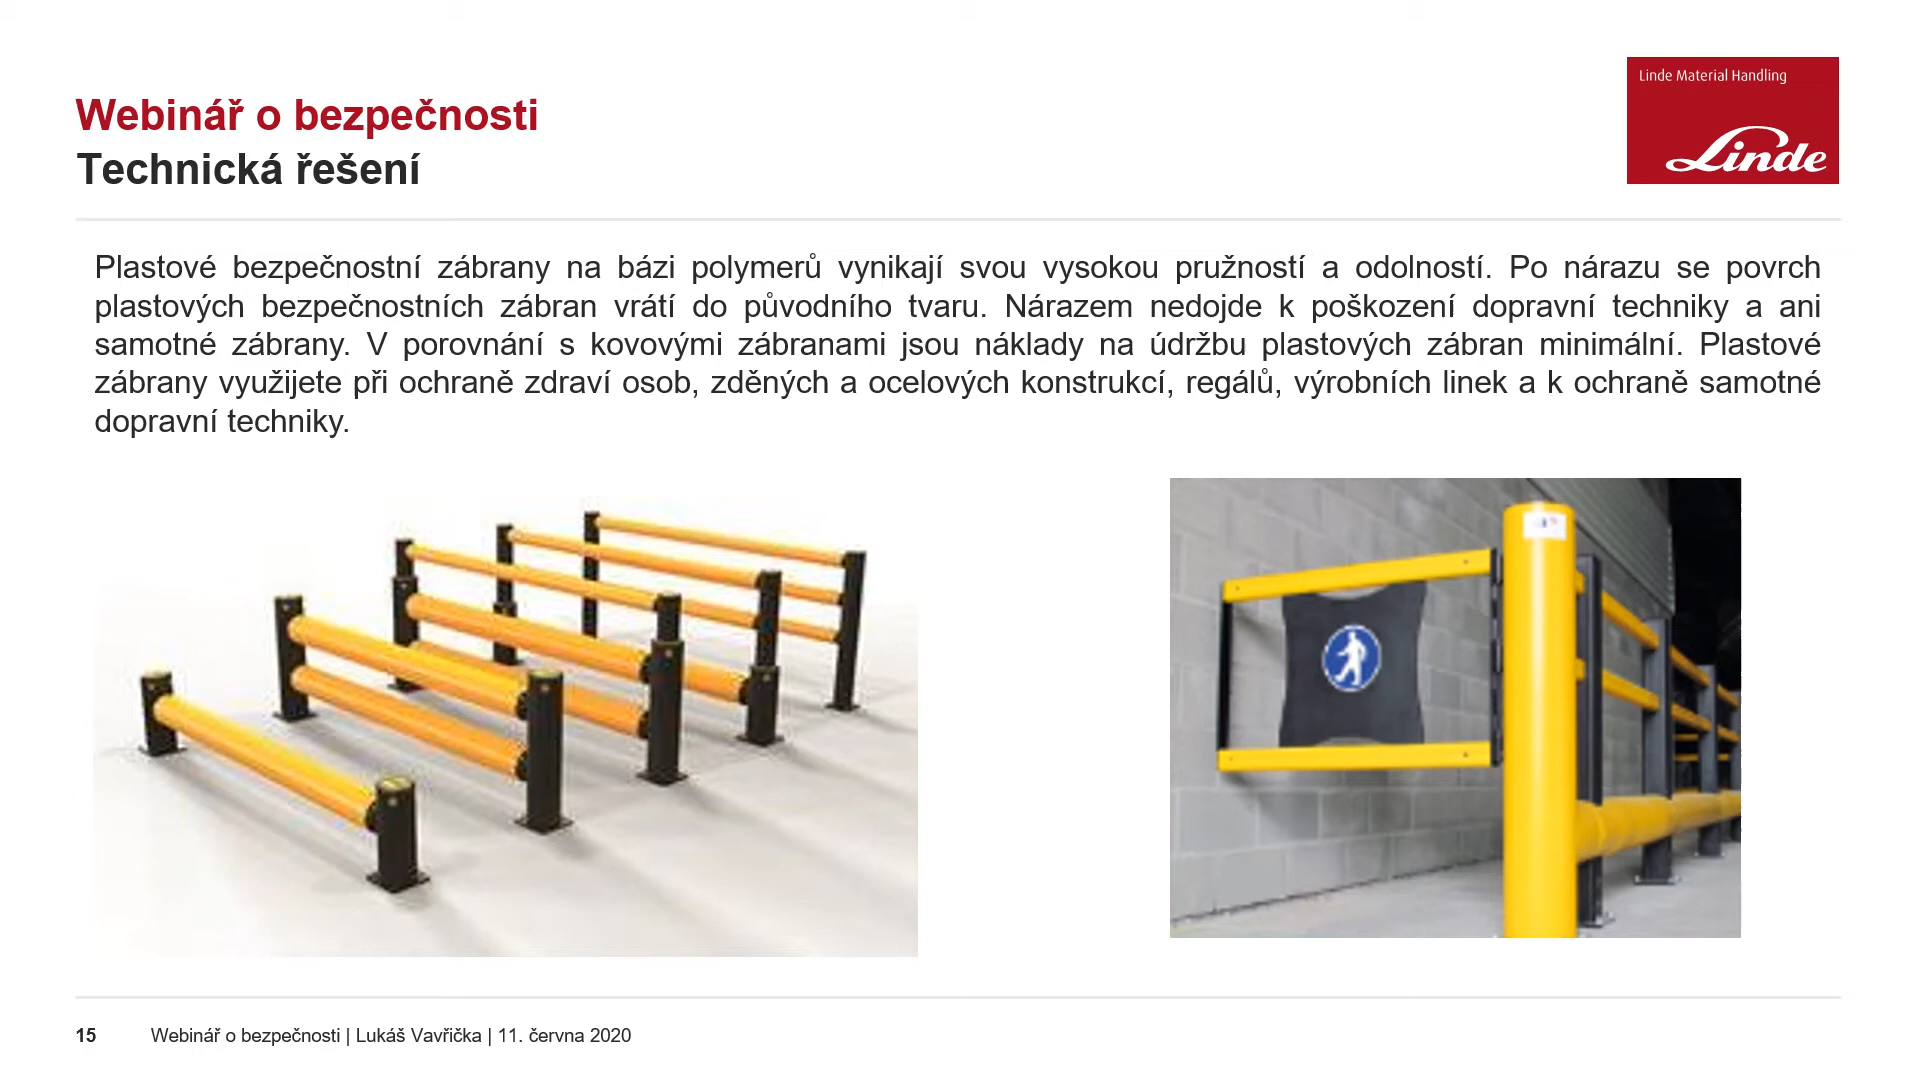 Linde Material Handling
Linde
Webinář o bezpečnosti
Technická řešení
Plastové bezpečnostní zábrany na bázi polymerů vynikají svou vysokou pružností a odolností. Po nárazu se povrch
plastových bezpečnostních zábran vrátí do původního tvaru. Nárazem nedojde k poškození dopravní techniky a ani
samotné zábrany. V porovnání s kovovými zábranami jsou náklady na údržbu plastových zábran minimální. Plastové
zábrany využijete při ochraně zdraví osob, zděných a ocelových konstrukcí, regálů, výrobních linek a k ochraně samotné
dopravní techniky.
15 Webinář o bezpečnosti | Lukáš Vavřička | 11. června 2020